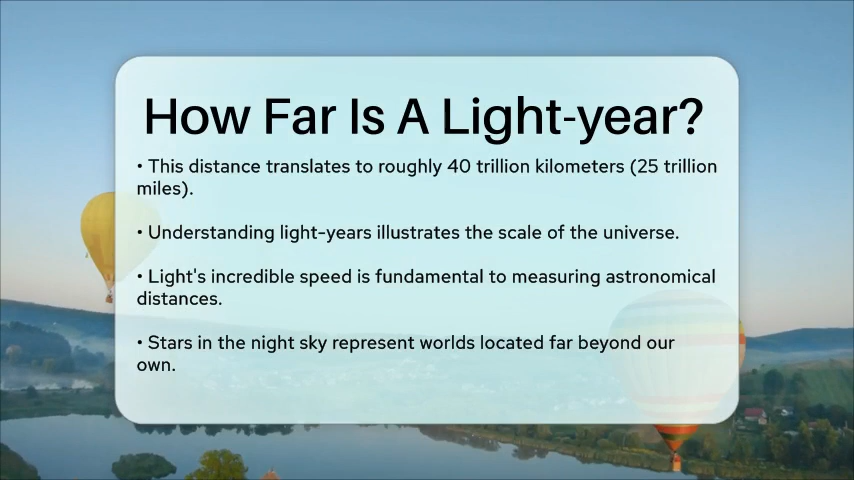 How Far Is A Light-year?
• This distance translates to roughly 40 trillion kilometers (25 trillion
miles).
• Understanding light-years illustrates the scale of the universe.
• Light's incredible speed is fundamental to measuring astronomical
distances.
• Stars in the night sky represent worlds located far beyond our
own.